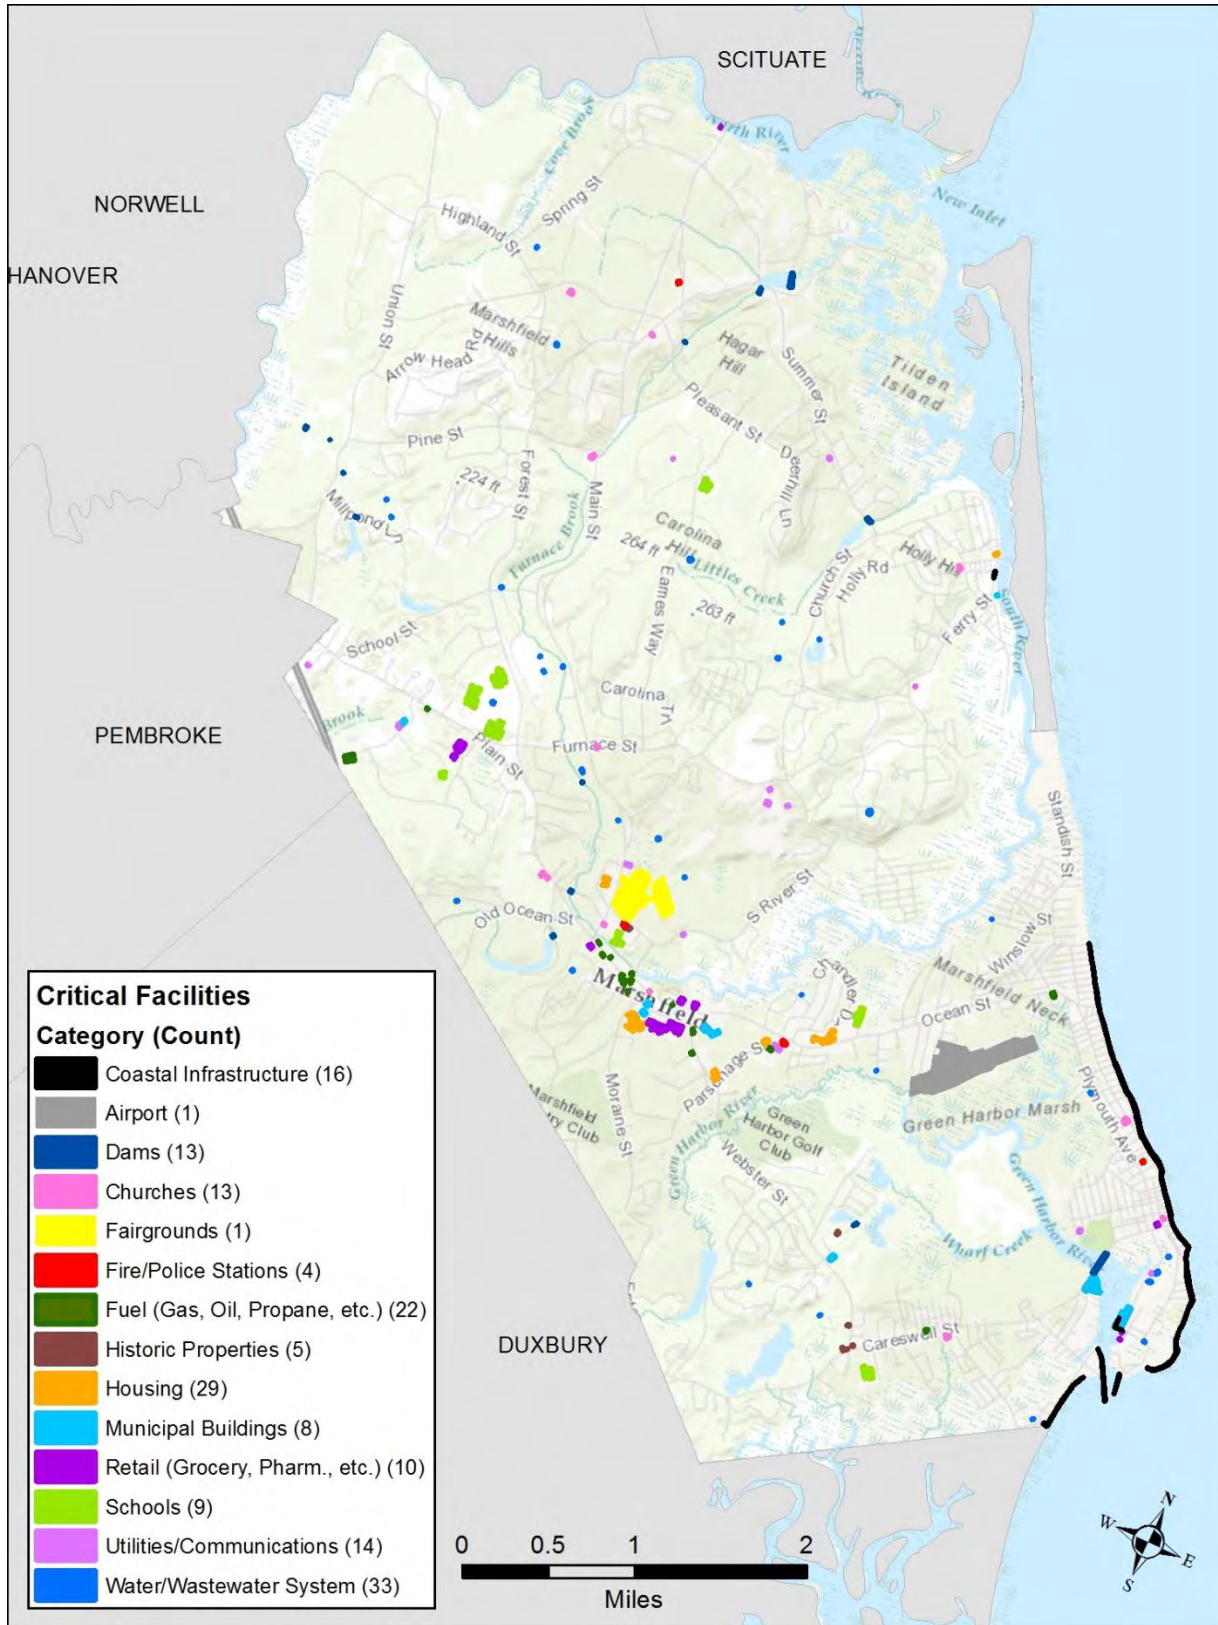 SCITUATE
North River
Cove Brook
New Inlet
NORWELL
Spring St
Highland St
HANOVER
Union St
Marshfield
Hills
Arrow Head Rd
Hagar
Hill
Summer St
Tilden
Island
Pleasant St
Pine St
Deerhill Ln
224 ft
Forest St
Main St
Millpond Ln
Furnace Brook
Carolina
Hill
264 ft
Littles Creek
Church St
Holly Rd
Holly Hill
Eames Way
263 ft
Ferry St
South River
School St
Carolina Trl
Brook
PEMBROKE
Plain St
Furnace St
Standish St
S River St
Old Ocean St
Winslow St
Marshfield Neck
Marshfield
Chandler Dr
Ocean St
Parsonage St
Plymouth Ave
Moraine St
Marshfield
Country Club
Green Harbor River
Green
Harbor Golf
Club
Green Harbor Marsh
Webster St
Green Harbor River
Wharf Creek
DUXBURY
Careswell St
Critical Facilities
Category (Count)
Coastal Infrastructure (16)
Airport (1)
Dams (13)
Churches (13)
Fairgrounds (1)
Fire/Police Stations (4)
Fuel (Gas, Oil, Propane, etc.) (22)
Historic Properties (5)
Housing (29)
Municipal Buildings (8)
Retail (Grocery, Pharm., etc.) (10)
Schools (9)
Utilities/Communications (14)
Water/Wastewater System (33)
0 0.5 1 2
Miles
N
W
E
S